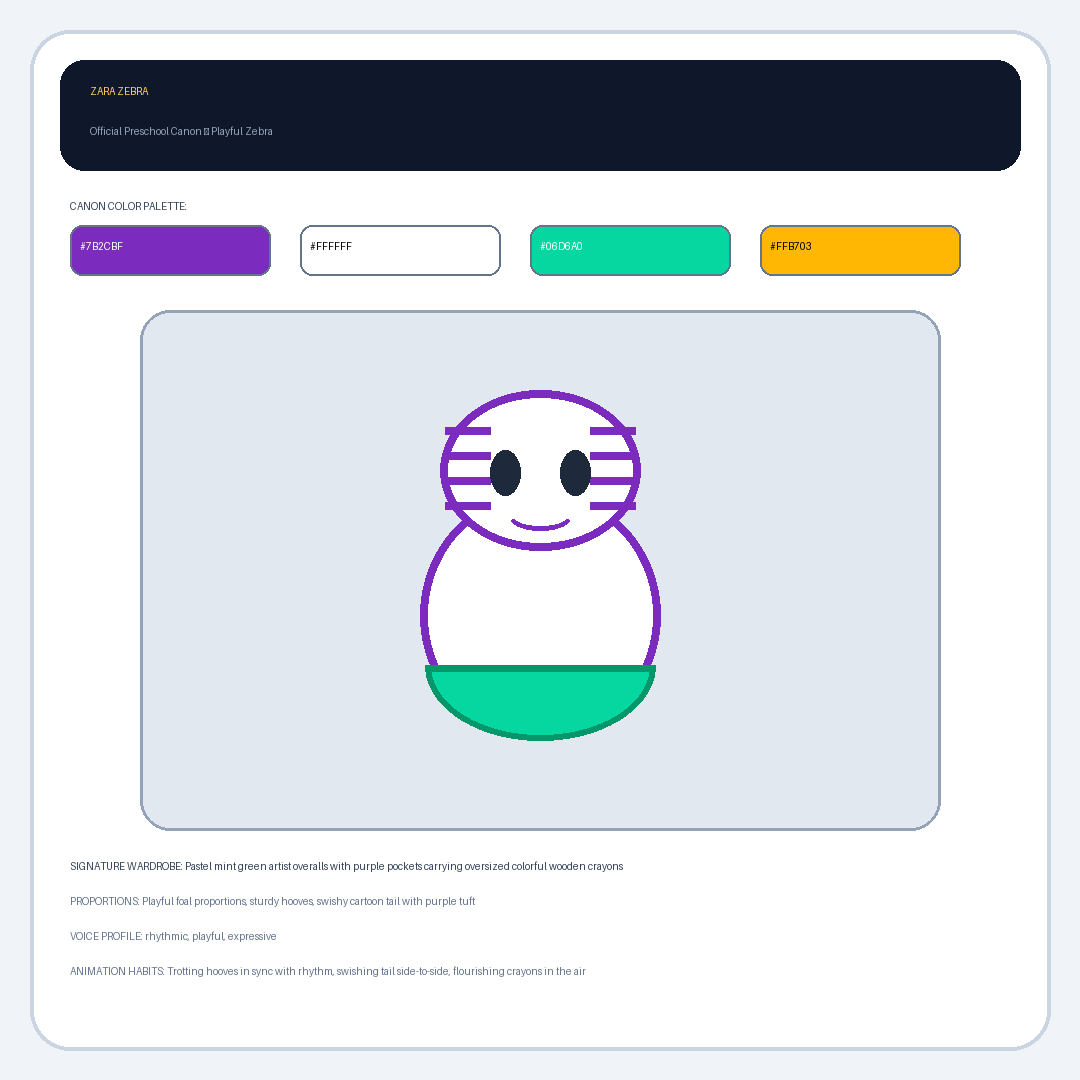 ZARA ZEBRA
Official Preschool Canon Playful Zebra
CANON COLOR PALETTE:
#7B2CBF
#FFFFFF
#06D6A0
#FFB703
SIGNATURE WARDROBE: Pastel mint green artist overalls with purple pockets carrying oversized colorful wooden crayons
PROPORTIONS: Playful foal proportions, sturdy hooves, swishy cartoon tail with purple tuft
VOICE PROFILE: rhythmic, playful, expressive
ANIMATION HABITS: Trotting hooves in sync with rhythm, swishing tail side-to-side, flourishing crayons in the air